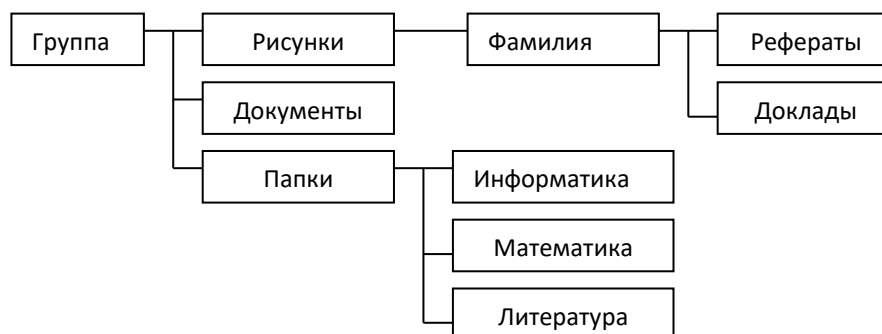 Группа
Рисунки
Фамилия
Рефераты
Документы
Доклады
Папки
Информатика
Математика
Литература